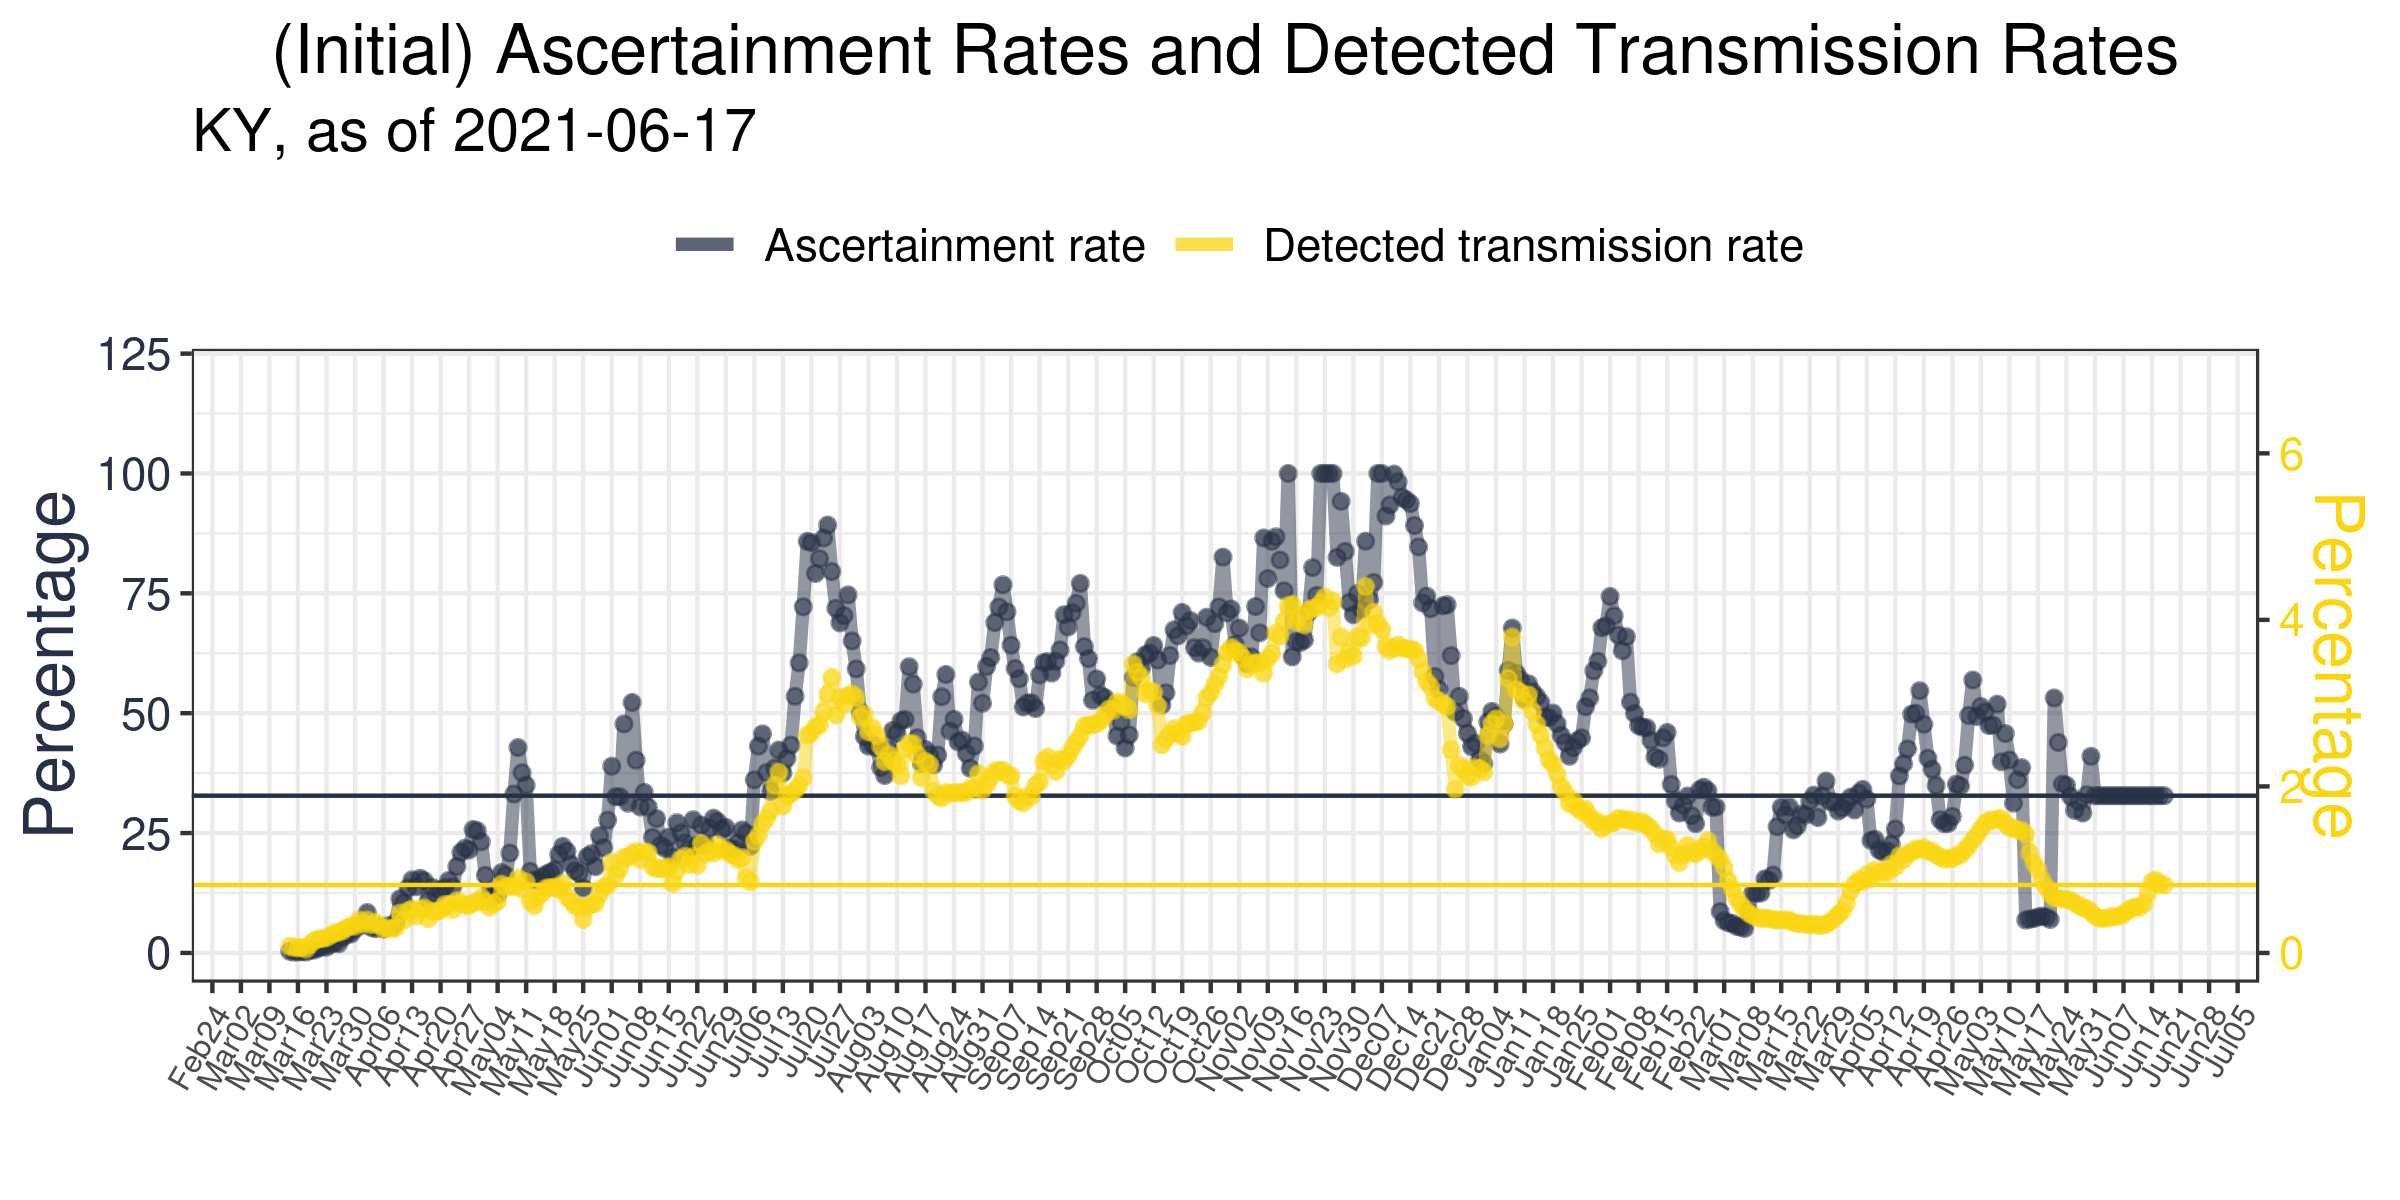 (Initial) Ascertainment Rates and Detected Transmission Rates
KY, as of 2021-06-17
Ascertainment rate
Detected transmission rate
Percentage
125
100
75
50
25
0
6
4
2
0
Percentage
Feb24
Mar02
Mar09
Mar16
Mar23
Mar30
Apr06
Apr13
Apr20
Apr27
May04
May11
May18
May25
Jun01
Jun08
Jun15
Jun22
Jun29
Jul06
Jul13
Jul20
Jul27
Aug03
Aug10
Aug17
Aug24
Aug31
Sep07
Sep14
Sep21
Sep28
Oct05
Oct12
Oct19
Oct26
Nov02
Nov09
Nov16
Nov23
Nov30
Dec07
Dec14
Dec21
Dec28
Jan04
Jan11
Jan18
Jan25
Feb01
Feb08
Feb15
Feb22
Mar01
Mar08
Mar15
Mar22
Mar29
Apr05
Apr12
Apr19
Apr26
May03
May10
May17
May24
May31
Jun07
Jun14
Jun21
Jun28
Jul05